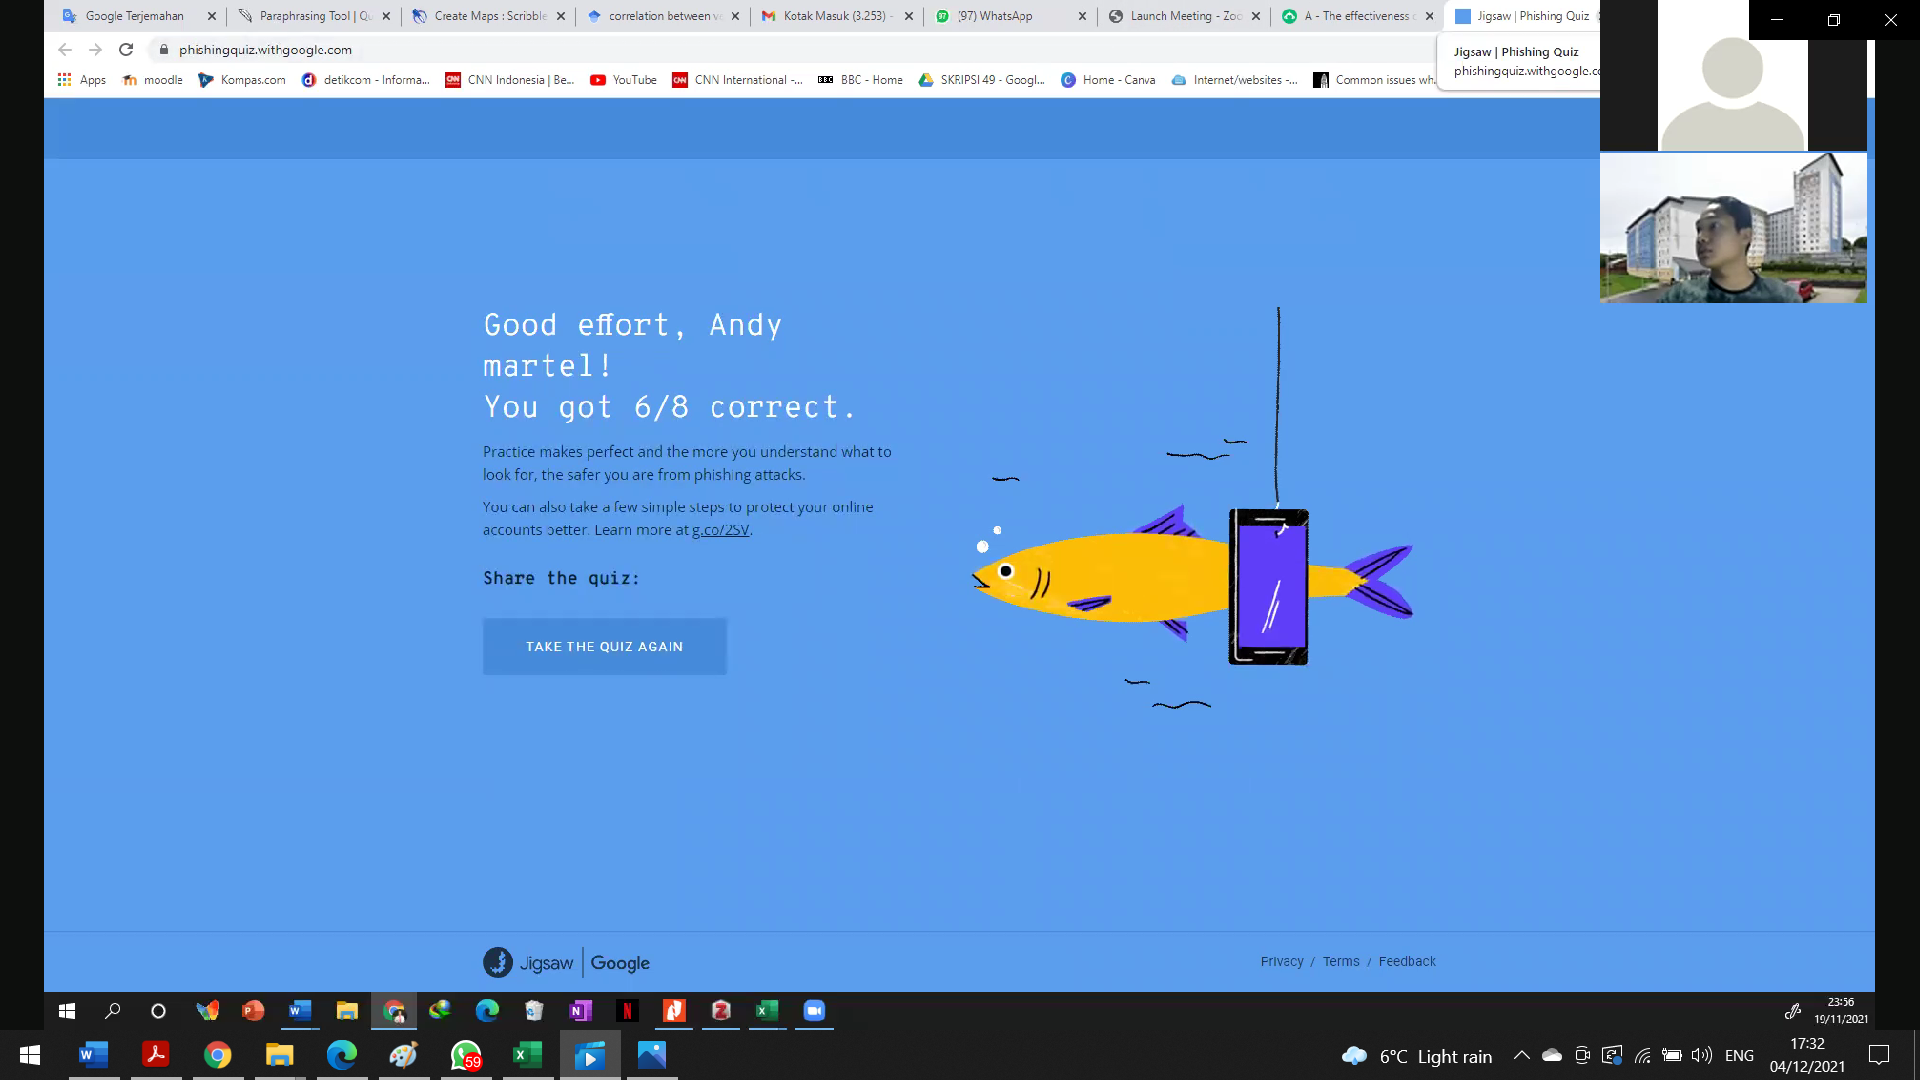 Google Terjemahan
Paraphrasing Tool | Qu
Create Maps : Scribble
correlation between ve
Kotak Masuk (3.253) -
(97) WhatsApp
Launch Meeting - Zoo
A - The effectiveness o
Jigsaw | Phishing Quiz
phishingquiz.withgoogle.com
Jigsaw | Phishing Quiz
phishingquiz.withgoogle.co
Apps
moodle
Kompas.com
detikcom - Informa...
CNN Indonesia | Be...
YouTube
CNN International -...
BBC - Home
SKRIPSI 49 - Googl...
Home - Canva
Internet/websites -...
Common issues wh...
Good effort, Andy
martel!
You got 6/8 correct.
Practice makes perfect and the more you understand what to
look for, the safer you are from phishing attacks.
You can also take a few simple steps to protect your online
accounts better. Learn more at g.co/2SV.
Share the quiz:
TAKE THE QUIZ AGAIN
Jigsaw | Google
Privacy / Terms / Feedback
23:56
19/11/2021
59
6°C Light rain
ENG
17:32
04/12/2021